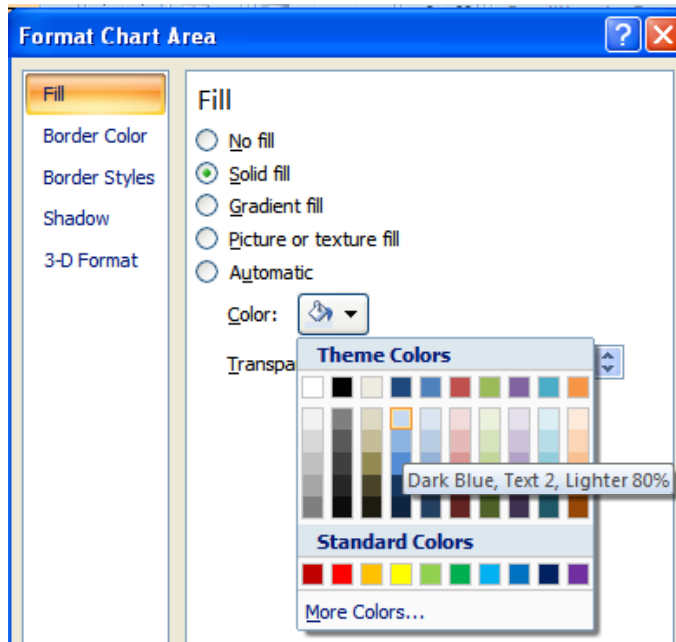 Format Chart Area
?
Fill
Border Color
Border Styles
Shadow
3-D Format
Fill
No fill
Solid fill
Gradient fill
Picture or texture fill
Automatic
Color:
Transpa
Theme Colors
Dark Blue, Text 2, Lighter 80%
Standard Colors
More Colors...